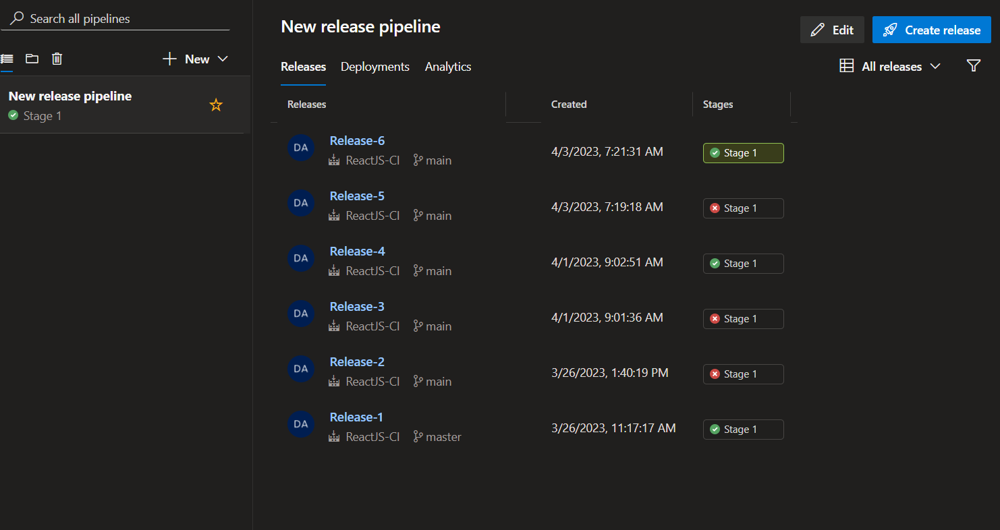 Search all pipelines
New
New release pipeline
Stage 1
New release pipeline
Edit
Create release
Releases Deployments Analytics
All releases
Releases Created Stages
DA Release-6 4/3/2023, 7:21:31 AM Stage 1
ReactJS-CI main
DA Release-5 4/3/2023, 7:19:18 AM Stage 1
ReactJS-CI main
DA Release-4 4/1/2023, 9:02:51 AM Stage 1
ReactJS-CI main
DA Release-3 4/1/2023, 9:01:36 AM Stage 1
ReactJS-CI main
DA Release-2 3/26/2023, 1:40:19 PM Stage 1
ReactJS-CI main
DA Release-1 3/26/2023, 11:17:17 AM Stage 1
ReactJS-CI master